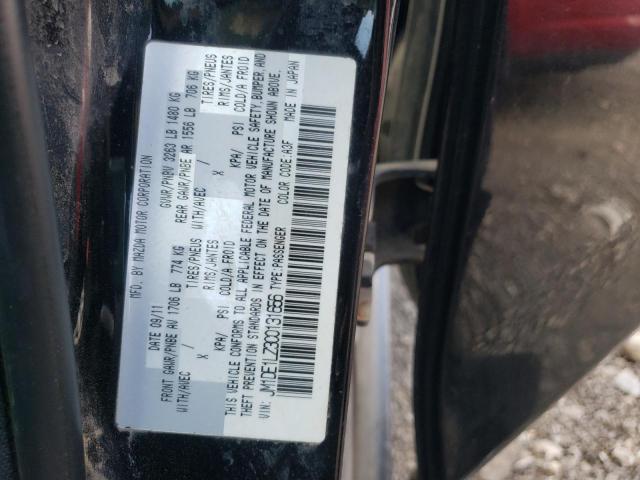 MFD. BY MAZDA MOTOR CORPORATION
DATE 09/11 GVWR/PNBV 3263 LB 1480 KG
FRONT GAWR/PNBE AV 1706 LB 774 KG REAR GAWR/PNBE AR 1556 LB 706 KG
WITH/AVEC TIRES/PNEUS WITH/AVEC TIRES/PNEUS
X RIMS/JANTES X RIMS/JANTES
KPA/ PSI COLD/A FROID KPA/ PSI COLD/A FROID
THIS VEHICLE CONFORMS TO ALL APPLICABLE FEDERAL MOTOR VEHICLE SAFETY, BUMPER, AND
THEFT PREVENTION STANDARDS IN EFFECT ON THE DATE OF MANUFACTURE SHOWN ABOVE.
VIN: JM1DE1LZ3C0131656 TYPE:PASSENGER COLOR CODE:A3F MADE IN JAPAN